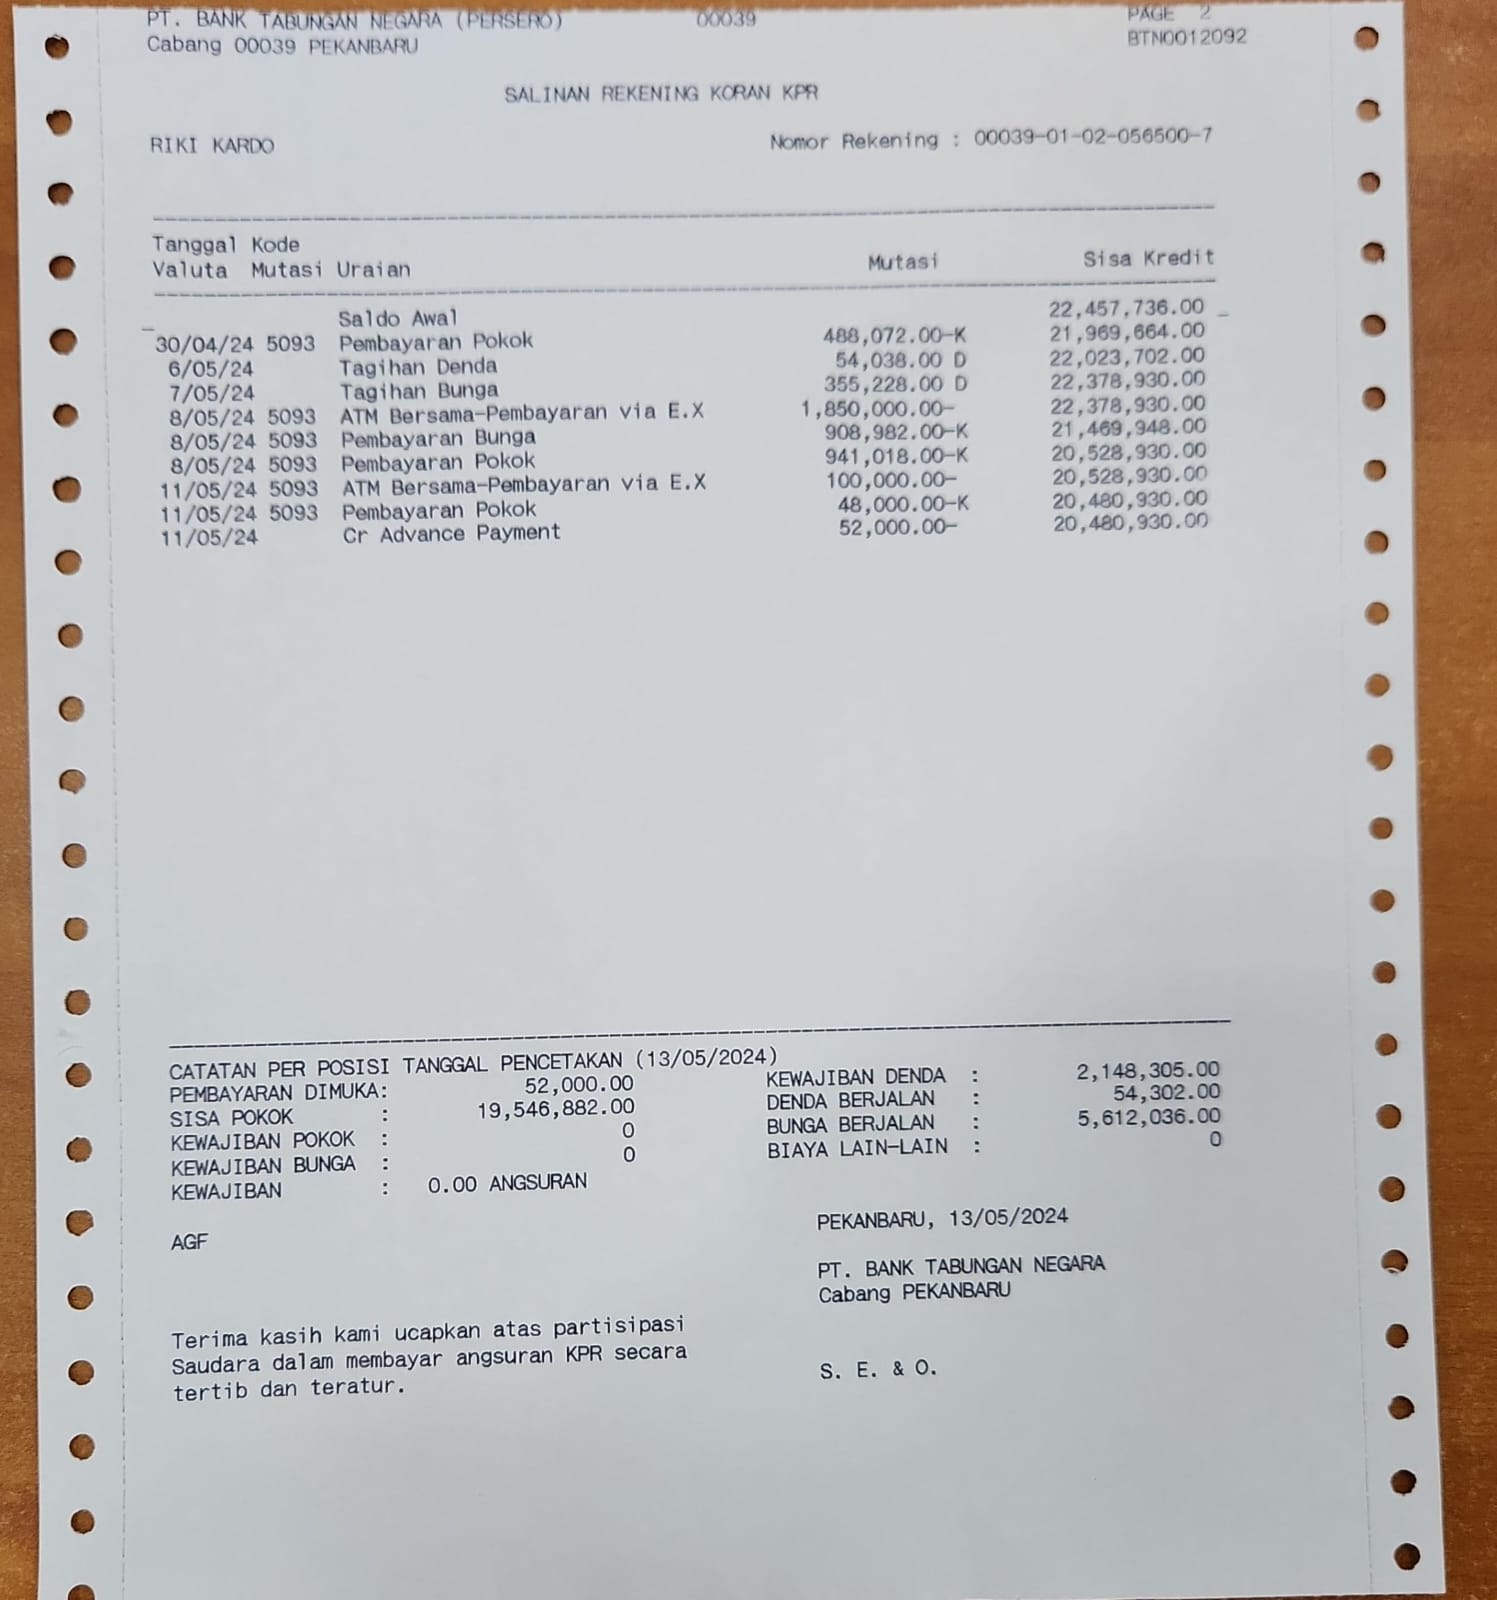 PT. BANK TABUNGAN NEGARA (PERSERO) 00039 PAGE 2
Cabang 00039 PEKANBARU BTN0012092
SALINAN REKENING KORAN KPR
RIKI KARDO Nomor Rekening : 00039-01-02-056500-7
Tanggal Kode
Valuta Mutasi Uraian Mutasi Sisa Kredit
Saldo Awal 22,457,736.00
30/04/24 5093 Pembayaran Pokok 488,072.00-K 21,969,664.00
6/05/24 Tagihan Denda 54,038.00 D 22,023,702.00
7/05/24 Tagihan Bunga 355,228.00 D 22,378,930.00
8/05/24 5093 ATM Bersama-Pembayaran via E.X 1,850,000.00- 22,378,930.00
8/05/24 5093 Pembayaran Bunga 908,982.00-K 21,469,948.00
8/05/24 5093 Pembayaran Pokok 941,018.00-K 20,528,930.00
11/05/24 5093 ATM Bersama-Pembayaran via E.X 100,000.00- 20,528,930.00
11/05/24 5093 Pembayaran Pokok 48,000.00-K 20,480,930.00
11/05/24 Cr Advance Payment 52,000.00- 20,480,930.00
CATATAN PER POSISI TANGGAL PENCETAKAN (13/05/2024)
PEMBAYARAN DIMUKA: 52,000.00 KEWAJIBAN DENDA : 2,148,305.00
SISA POKOK : 19,546,882.00 DENDA BERJALAN : 54,302.00
KEWAJIBAN POKOK : 0 BUNGA BERJALAN : 5,612,036.00
KEWAJIBAN BUNGA : 0 BIAYA LAIN-LAIN : 0
KEWAJIBAN : 0.00 ANGSURAN
PEKANBARU, 13/05/2024
AGF
PT. BANK TABUNGAN NEGARA
Cabang PEKANBARU
Terima kasih kami ucapkan atas partisipasi
Saudara dalam membayar angsuran KPR secara
tertib dan teratur.
S. E. & O.